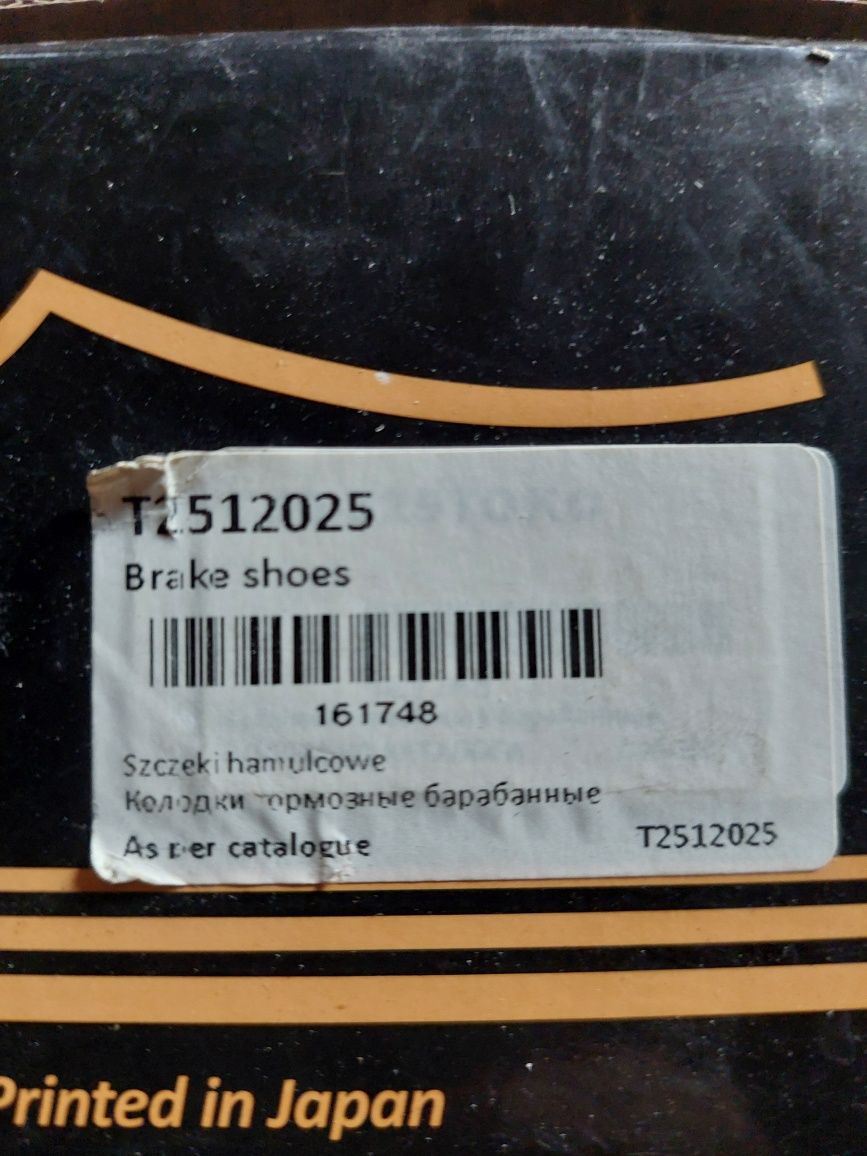 T2512025
Brake shoes
161748
Szczeki hamulcowe
Колодки тормозные барабанные
As per catalogue
T2512025
Printed in Japan